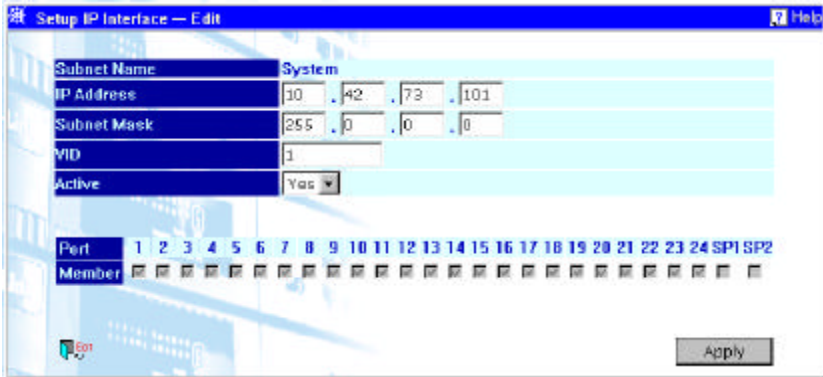 Setup IP Interface — Edit
? Help
Subnet Name System
IP Address 10 . 42 . 73 . 101
Subnet Mask 255 . 0 . 0 . 0
VID 1
Active Yes
Port 1 2 3 4 5 6 7 8 9 10 11 12 13 14 15 16 17 18 19 20 21 22 23 24 SP1 SP2
Member
EXIT
Apply